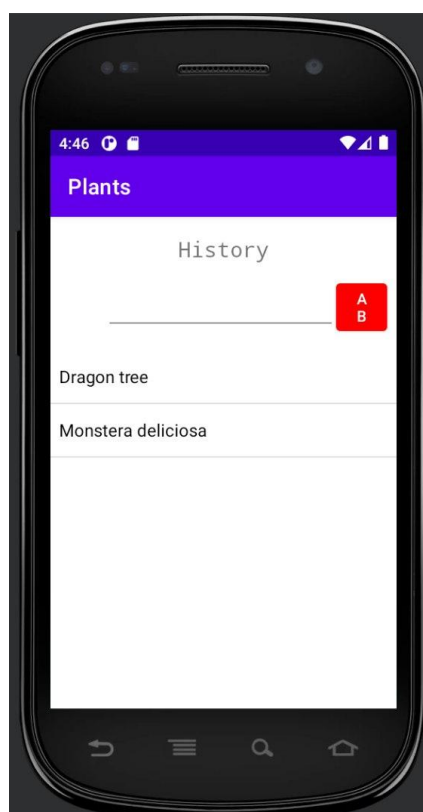 4:46
Plants
History
A
B
Dragon tree
Monstera deliciosa